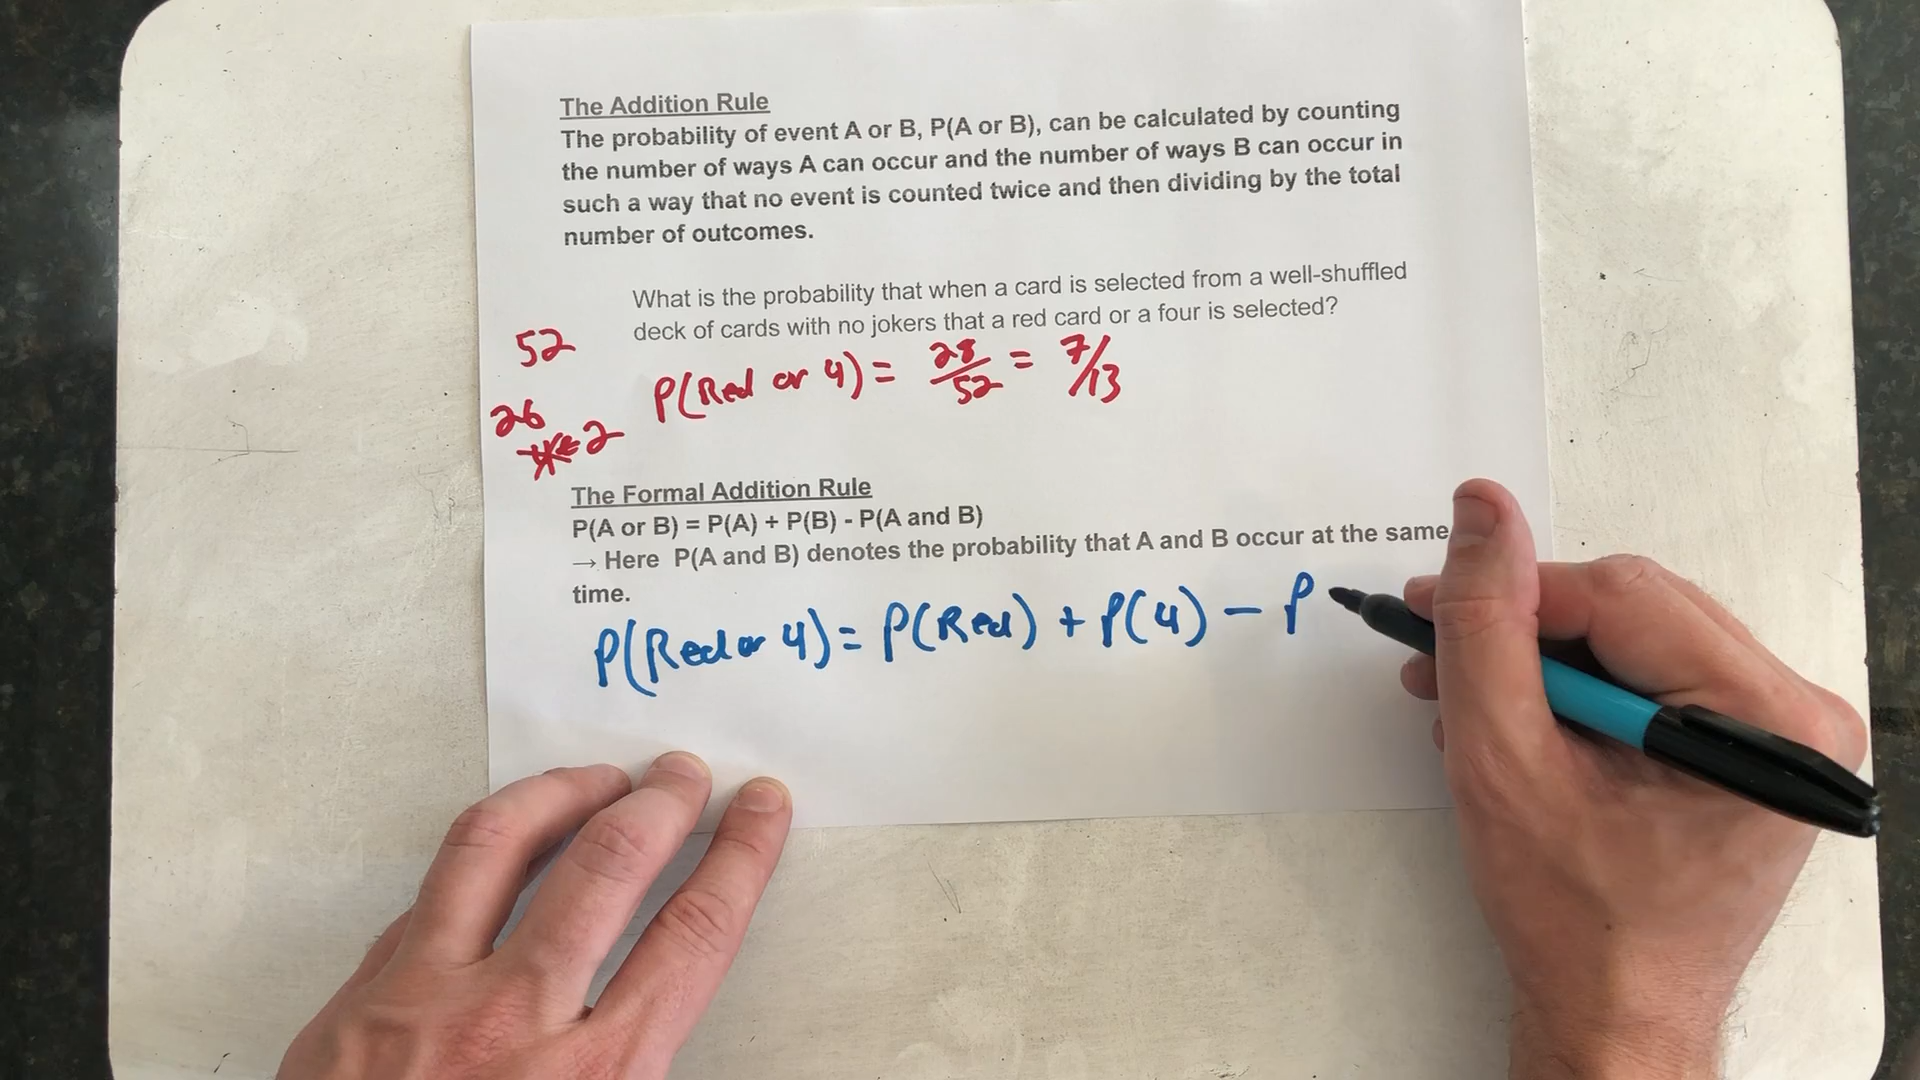 The Addition Rule
The probability of event A or B, P(A or B), can be calculated by counting
the number of ways A can occur and the number of ways B can occur in
such a way that no event is counted twice and then dividing by the total
number of outcomes.
What is the probability that when a card is selected from a well-shuffled
deck of cards with no jokers that a red card or a four is selected?
52
P(Red or 4) = 28/52 = 7/13
26
2
The Formal Addition Rule
P(A or B) = P(A) + P(B) - P(A and B)
→ Here P(A and B) denotes the probability that A and B occur at the same
time.
P(Red or 4) = P(Red) + P(4) - P